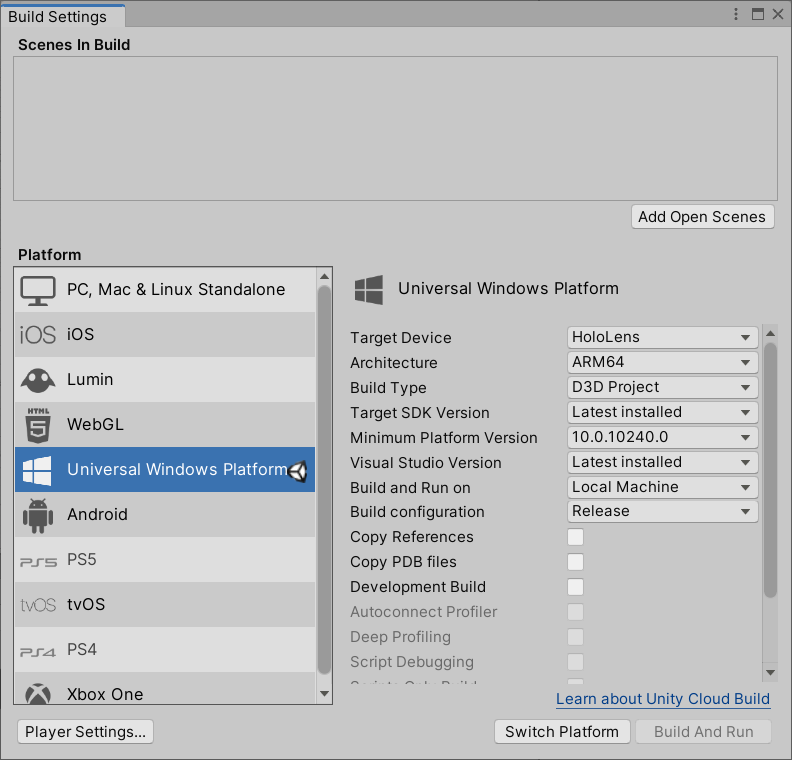 Build Settings
Scenes In Build
Add Open Scenes
Platform
PC, Mac & Linux Standalone
iOS iOS
Lumin
HTML
5 WebGL
Universal Windows Platform
Android
PS5 PS5
tvOS tvOS
PS4 PS4
Xbox One
Universal Windows Platform
Target Device HoloLens
Architecture ARM64
Build Type D3D Project
Target SDK Version Latest installed
Minimum Platform Version 10.0.10240.0
Visual Studio Version Latest installed
Build and Run on Local Machine
Build configuration Release
Copy References
Copy PDB files
Development Build
Autoconnect Profiler
Deep Profiling
Script Debugging
Scripts Only Build
Learn about Unity Cloud Build
Player Settings...
Switch Platform
Build And Run